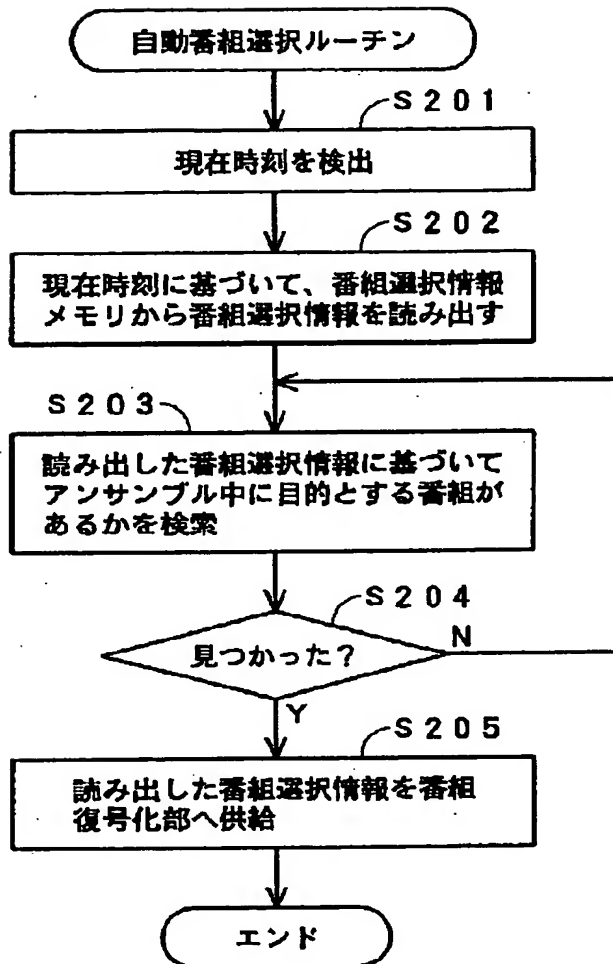 自動番組選択ルーチン
S201
現在時刻を検出
S202
現在時刻に基づいて、番組選択情報
メモリから番組選択情報を読み出す
S203
読み出した番組選択情報に基づいて
アンサンブル中に目的とする番組が
あるかを検索
S204
見つかった?
N
Y
S205
読み出した番組選択情報を番組
復号化部へ供給
エンド